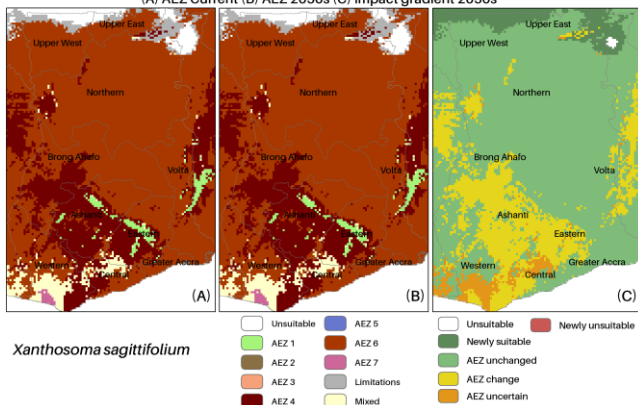 (A) AEZ Current (B) AEZ 2050s (C) Impact gradient 2050s
Upper East
Upper West
Northern
Brong Ahafo
Volta
Ashanti
Eastern
Western
Central
Greater Accra
(A)
Upper East
Upper West
Northern
Brong Ahafo
Volta
Ashanti
Eastern
Western
Central
Greater Accra
(B)
Upper East
Upper West
Northern
Brong Ahafo
Volta
Ashanti
Eastern
Western
Central
Greater Accra
(C)
Xanthosoma sagittifolium
Unsuitable
AEZ 1
AEZ 2
AEZ 3
AEZ 4
AEZ 5
AEZ 6
AEZ 7
Limitations
Mixed
Unsuitable
Newly suitable
AEZ unchanged
AEZ change
AEZ uncertain
Newly unsuitable